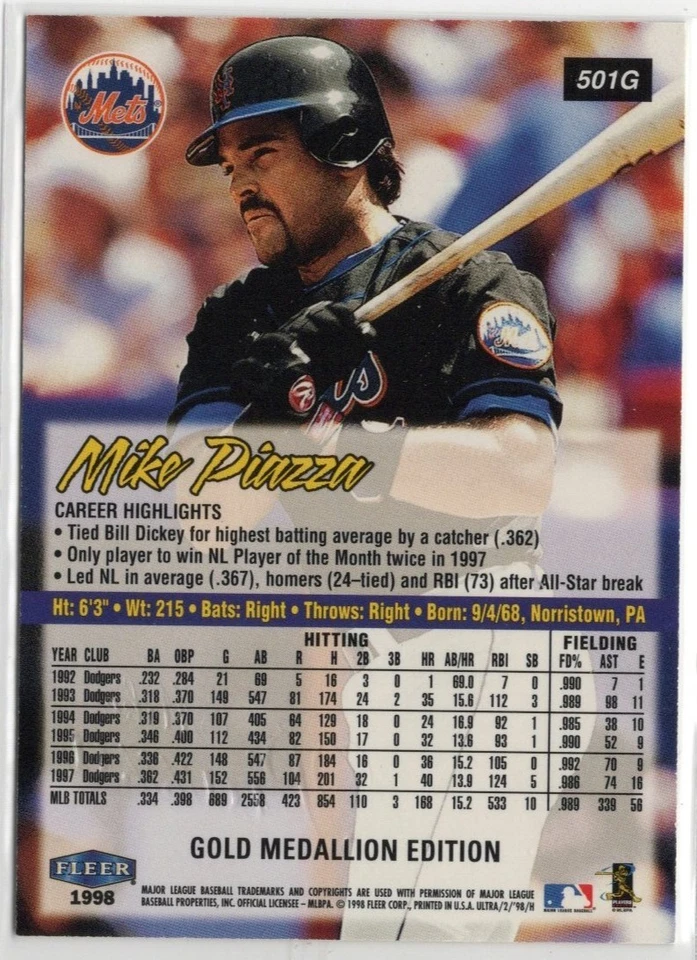 Mets
501G
Mike Piazza
CAREER HIGHLIGHTS
• Tied Bill Dickey for highest batting average by a catcher (.362)
• Only player to win NL Player of the Month twice in 1997
• Led NL in average (.367), homers (24–tied) and RBI (73) after All-Star break
Ht: 6'3" • Wt: 215 • Bats: Right • Throws: Right • Born: 9/4/68, Norristown, PA
HITTING FIELDING
YEAR CLUB BA OBP G AB R H 2B 3B HR AB/HR RBI SB FD% AST E
1992 Dodgers .232 .284 21 69 5 16 3 0 1 69.0 7 0 .990 7 1
1993 Dodgers .318 .370 149 547 81 174 24 2 35 15.6 112 3 .989 98 11
1994 Dodgers .319 .370 107 405 64 129 18 0 24 16.9 92 1 .985 38 10
1995 Dodgers .346 .400 112 434 82 150 17 0 32 13.6 93 1 .990 52 9
1996 Dodgers .336 .422 148 547 87 184 16 0 36 15.2 105 0 .992 70 9
1997 Dodgers .362 .431 152 556 104 201 32 1 40 13.9 124 5 .986 74 16
MLB TOTALS .334 .398 689 2558 423 854 110 3 168 15.2 533 10 .989 339 56
GOLD MEDALLION EDITION
FLEER
1998
MAJOR LEAGUE BASEBALL TRADEMARKS AND COPYRIGHTS ARE USED WITH PERMISSION OF MAJOR LEAGUE
BASEBALL PROPERTIES, INC. OFFICIAL LICENSEE - MLBPA. © 1998 FLEER CORP., PRINTED IN U.S.A. ULTRA/2/'98/H
MAJOR LEAGUE BASEBALL
PLAYERS